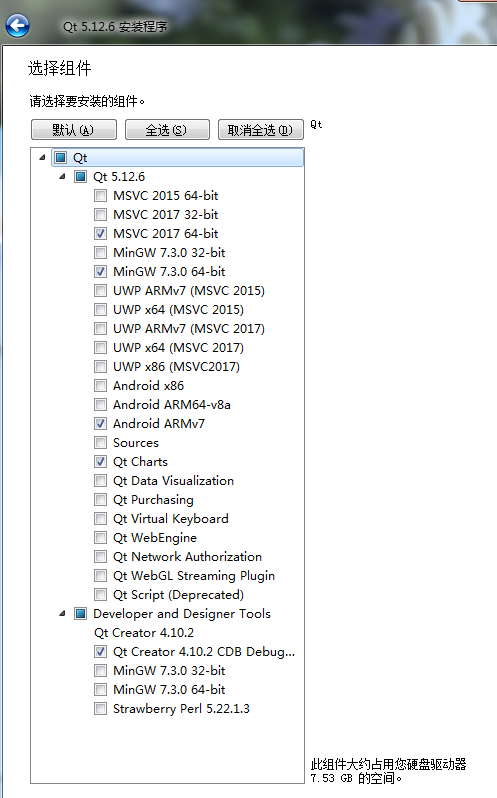 Qt 5.12.6 安装程序
选择组件
请选择要安装的组件。
默认(A) 全选(S) 取消全选(D) Qt
Qt
Qt 5.12.6
MSVC 2015 64-bit
MSVC 2017 32-bit
MSVC 2017 64-bit
MinGW 7.3.0 32-bit
MinGW 7.3.0 64-bit
UWP ARMv7 (MSVC 2015)
UWP x64 (MSVC 2015)
UWP ARMv7 (MSVC 2017)
UWP x64 (MSVC 2017)
UWP x86 (MSVC2017)
Android x86
Android ARM64-v8a
Android ARMv7
Sources
Qt Charts
Qt Data Visualization
Qt Purchasing
Qt Virtual Keyboard
Qt WebEngine
Qt Network Authorization
Qt WebGL Streaming Plugin
Qt Script (Deprecated)
Developer and Designer Tools
Qt Creator 4.10.2
Qt Creator 4.10.2 CDB Debug...
MinGW 7.3.0 32-bit
MinGW 7.3.0 64-bit
Strawberry Perl 5.22.1.3
此组件大约占用您硬盘驱动器
7.53 GB 的空间。